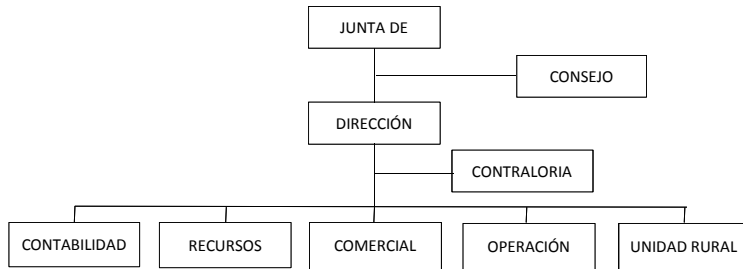 JUNTA DE
CONSEJO
DIRECCIÓN
CONTRALORIA
CONTABILIDAD
RECURSOS
COMERCIAL
OPERACIÓN
UNIDAD RURAL